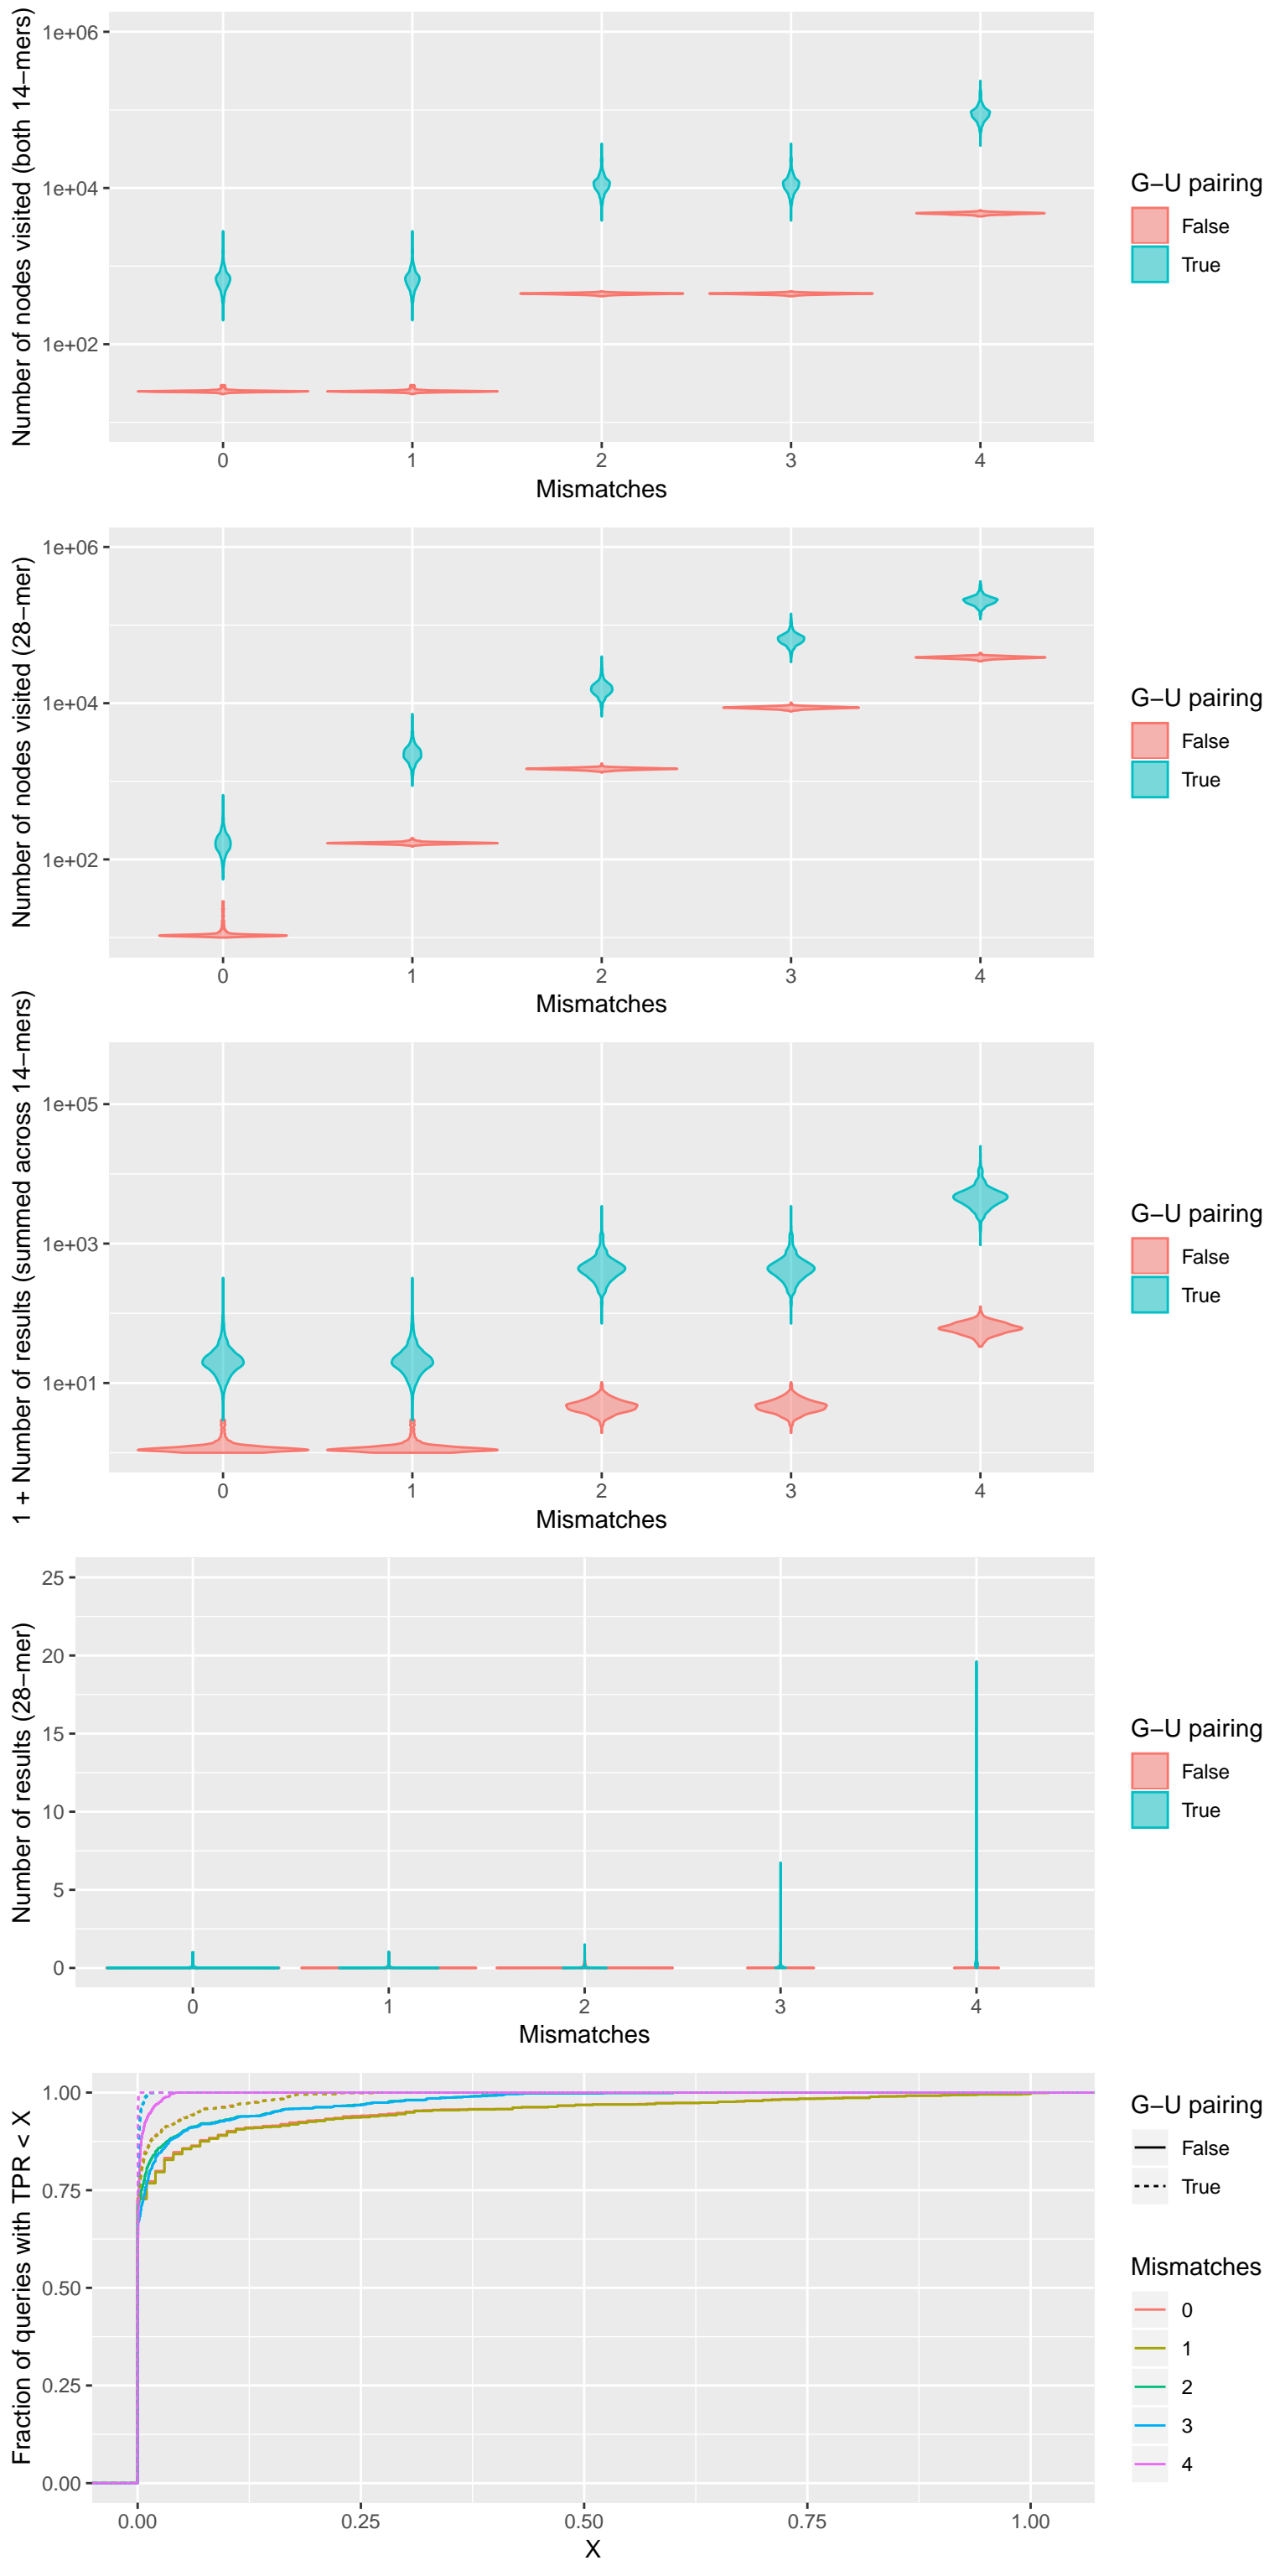 Number of nodes visited (both 14−mers)
1e+06
1e+04
1e+02
0 1 2 3 4
Mismatches
G−U pairing
False
True
Number of nodes visited (28−mer)
1e+06
1e+04
1e+02
0 1 2 3 4
Mismatches
G−U pairing
False
True
1 + Number of results (summed across 14−mers)
1e+05
1e+03
1e+01
0 1 2 3 4
Mismatches
G−U pairing
False
True
Number of results (28−mer)
25
20
15
10
5
0
0 1 2 3 4
Mismatches
G−U pairing
False
True
Fraction of queries with TPR < X
1.00
0.75
0.50
0.25
0.00
0.00 0.25 0.50 0.75 1.00
X
G−U pairing
False
True
Mismatches
0
1
2
3
4